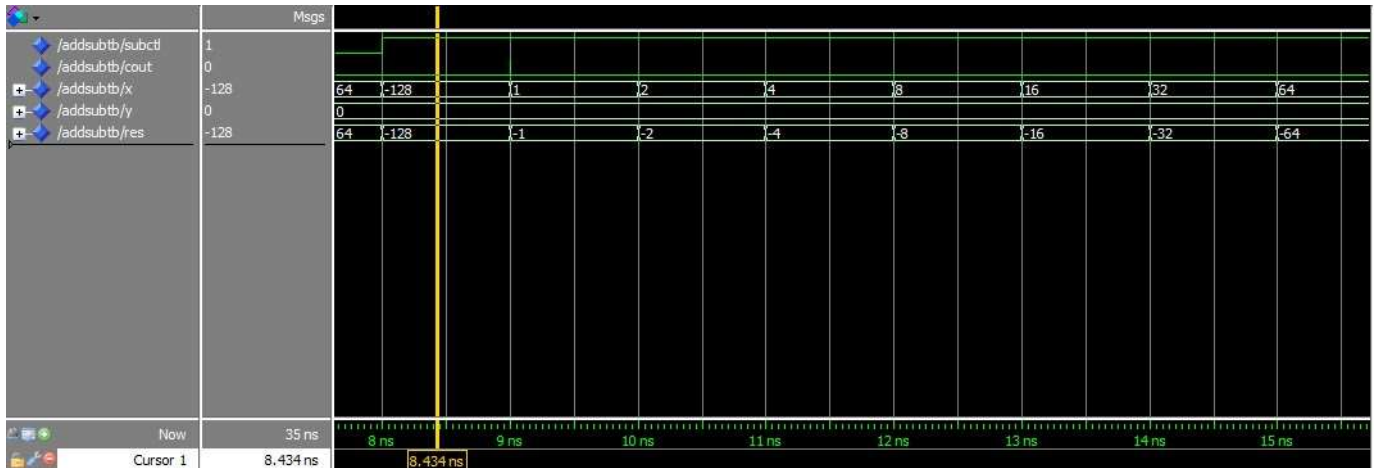 Msgs
/addsubtb/subctl 1
/addsubtb/cout 0
/addsubtb/x -128 64 -128 1 2 4 8 16 32 64
/addsubtb/y 0 0
/addsubtb/res -128 64 -128 -1 -2 -4 -8 -16 -32 -64
Now 35 ns 8 ns 9 ns 10 ns 11 ns 12 ns 13 ns 14 ns 15 ns
Cursor 1 8.434 ns 8.434 ns